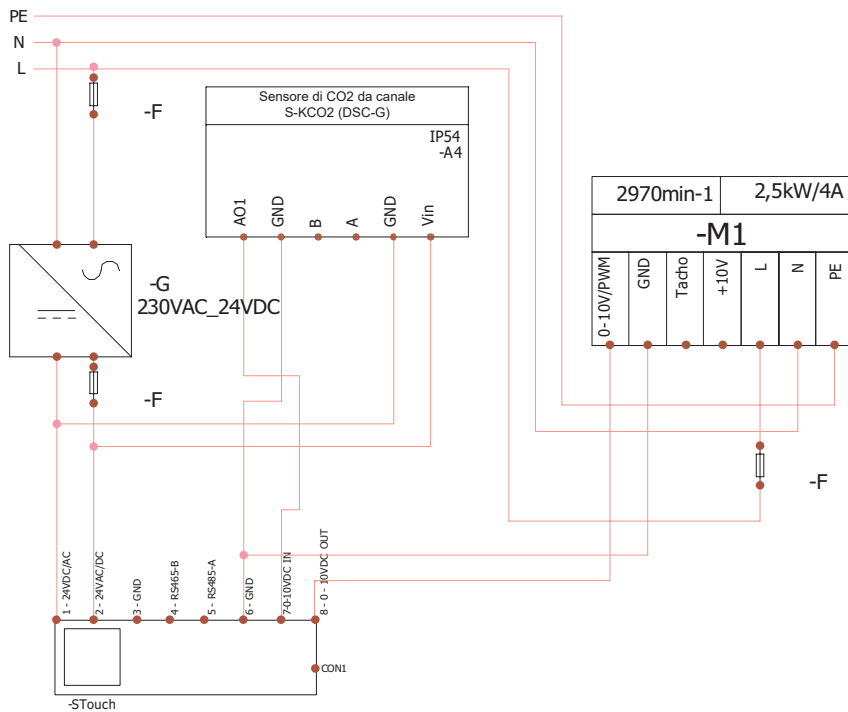 PE
N
L
-F
Sensore di CO2 da canale
S-KCO2 (DSC-G)
IP54
-A4
AO1
GND
B
A
GND
Vin
2970min-1
2,5kW/4A
-M1
0-10V/PWM
GND
Tacho
+10V
L
N
PE
-G
230VAC_24VDC
-F
-F
1 - 24VDC/AC
2 - 24VAC/DC
3 - GND
4 - RS465-B
5 - RS485-A
6 - GND
7-0-10VDC IN
8 - 0 - 10VDC OUT
CON1
-STouch